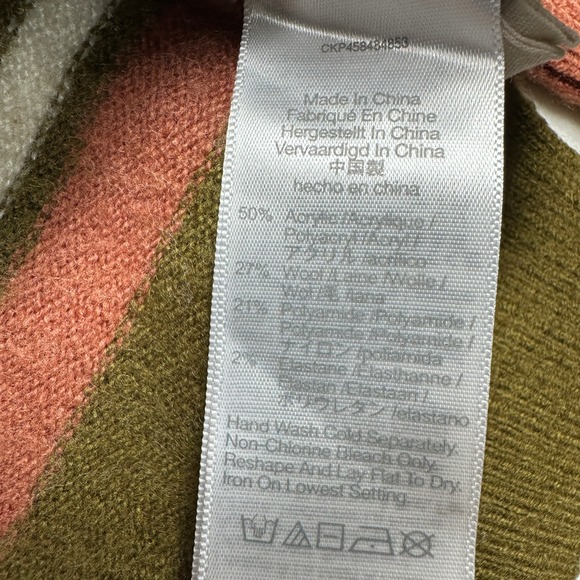 CKP458484853
Made In China
Fabriqué En Chine
Hergestellt In China
Vervaardigd In China
中国製
hecho en china
50% Acrylic /Acrylique /
Polyacryl /Acryl /
アクリル /acrílico
27% Wool /Laine /Wolle /
Wol /毛 /lana
21% Polyamide /Polyamide /
Polyamide /Polyamide /
ナイロン /poliamida
2% Elastane /Elasthanne /
Elastan /Elastaan /
ポリウレタン /elastano
Hand Wash Cold Separately.
Non-Chlorine Bleach Only.
Reshape And Lay Flat To Dry.
Iron On Lowest Setting.